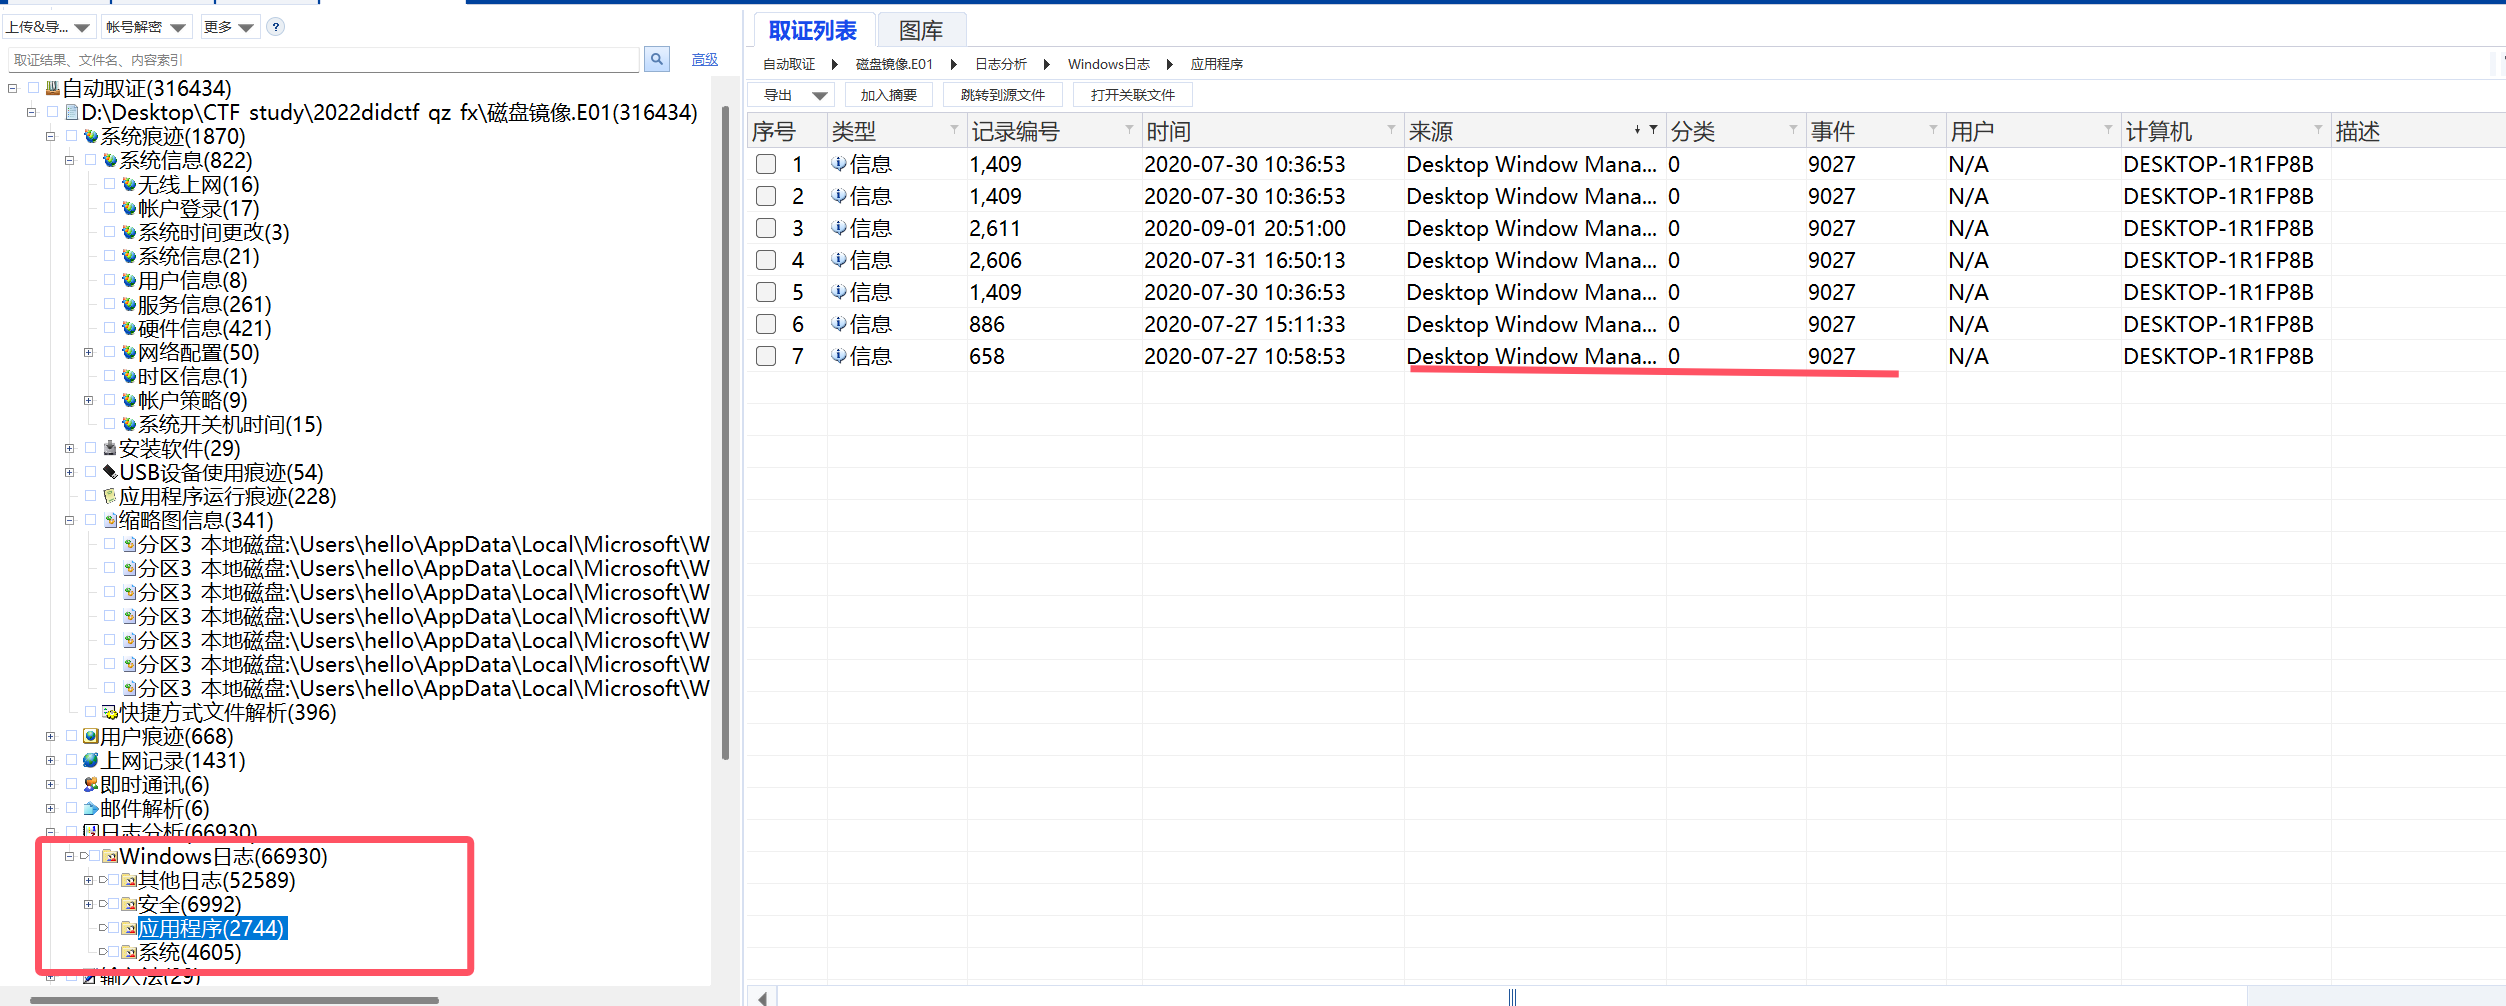 上传&导... 帐号解密 更多 ?
取证结果、文件名、内容索引 高级
自动取证(316434)
D:\Desktop\CTF study\2022didctf qz fx\磁盘镜像.E01(316434)
系统痕迹(1870)
系统信息(822)
无线上网(16)
帐户登录(17)
系统时间更改(3)
系统信息(21)
用户信息(8)
服务信息(261)
硬件信息(421)
网络配置(50)
时区信息(1)
帐户策略(9)
系统开关机时间(15)
安装软件(29)
USB设备使用痕迹(54)
应用程序运行痕迹(228)
缩略图信息(341)
分区3 本地磁盘:\Users\hello\AppData\Local\Microsoft\W
分区3 本地磁盘:\Users\hello\AppData\Local\Microsoft\W
分区3 本地磁盘:\Users\hello\AppData\Local\Microsoft\W
分区3 本地磁盘:\Users\hello\AppData\Local\Microsoft\W
分区3 本地磁盘:\Users\hello\AppData\Local\Microsoft\W
分区3 本地磁盘:\Users\hello\AppData\Local\Microsoft\W
分区3 本地磁盘:\Users\hello\AppData\Local\Microsoft\W
快捷方式文件解析(396)
用户痕迹(668)
上网记录(1431)
即时通讯(6)
邮件解析(6)
日志分析(66930)
Windows日志(66930)
其他日志(52589)
安全(6992)
应用程序(2744)
系统(4605)
输入法(29)
取证列表 图库
自动取证 磁盘镜像.E01 日志分析 Windows日志 应用程序
导出 加入摘要 跳转到源文件 打开关联文件
序号 类型 记录编号 时间 来源 分类 事件 用户 计算机 描述
1 信息 1,409 2020-07-30 10:36:53 Desktop Window Mana... 0 9027 N/A DESKTOP-1R1FP8B
2 信息 1,409 2020-07-30 10:36:53 Desktop Window Mana... 0 9027 N/A DESKTOP-1R1FP8B
3 信息 2,611 2020-09-01 20:51:00 Desktop Window Mana... 0 9027 N/A DESKTOP-1R1FP8B
4 信息 2,606 2020-07-31 16:50:13 Desktop Window Mana... 0 9027 N/A DESKTOP-1R1FP8B
5 信息 1,409 2020-07-30 10:36:53 Desktop Window Mana... 0 9027 N/A DESKTOP-1R1FP8B
6 信息 886 2020-07-27 15:11:33 Desktop Window Mana... 0 9027 N/A DESKTOP-1R1FP8B
7 信息 658 2020-07-27 10:58:53 Desktop Window Mana... 0 9027 N/A DESKTOP-1R1FP8B